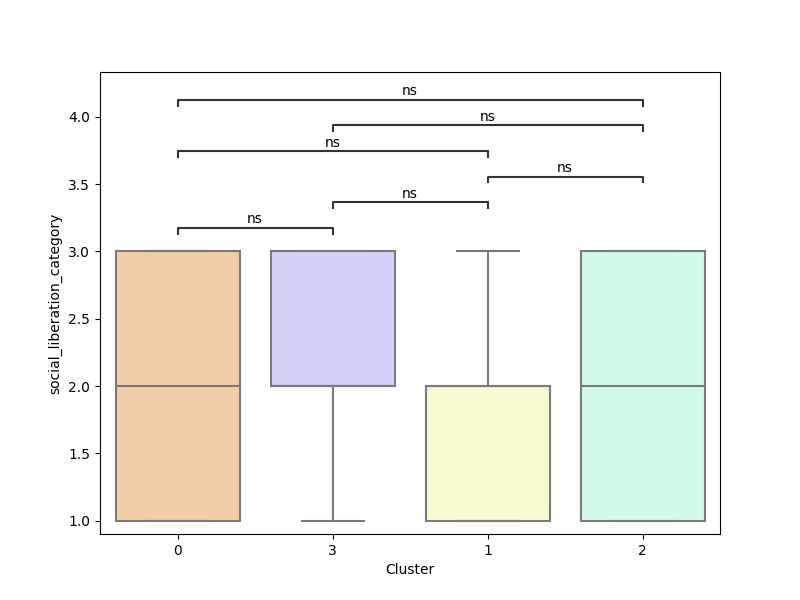 ns
4.0
ns
ns
3.5
ns
ns
ns
3.0
2.5
2.0
1.5
1.0
social_liberation_category
0 3 1 2
Cluster